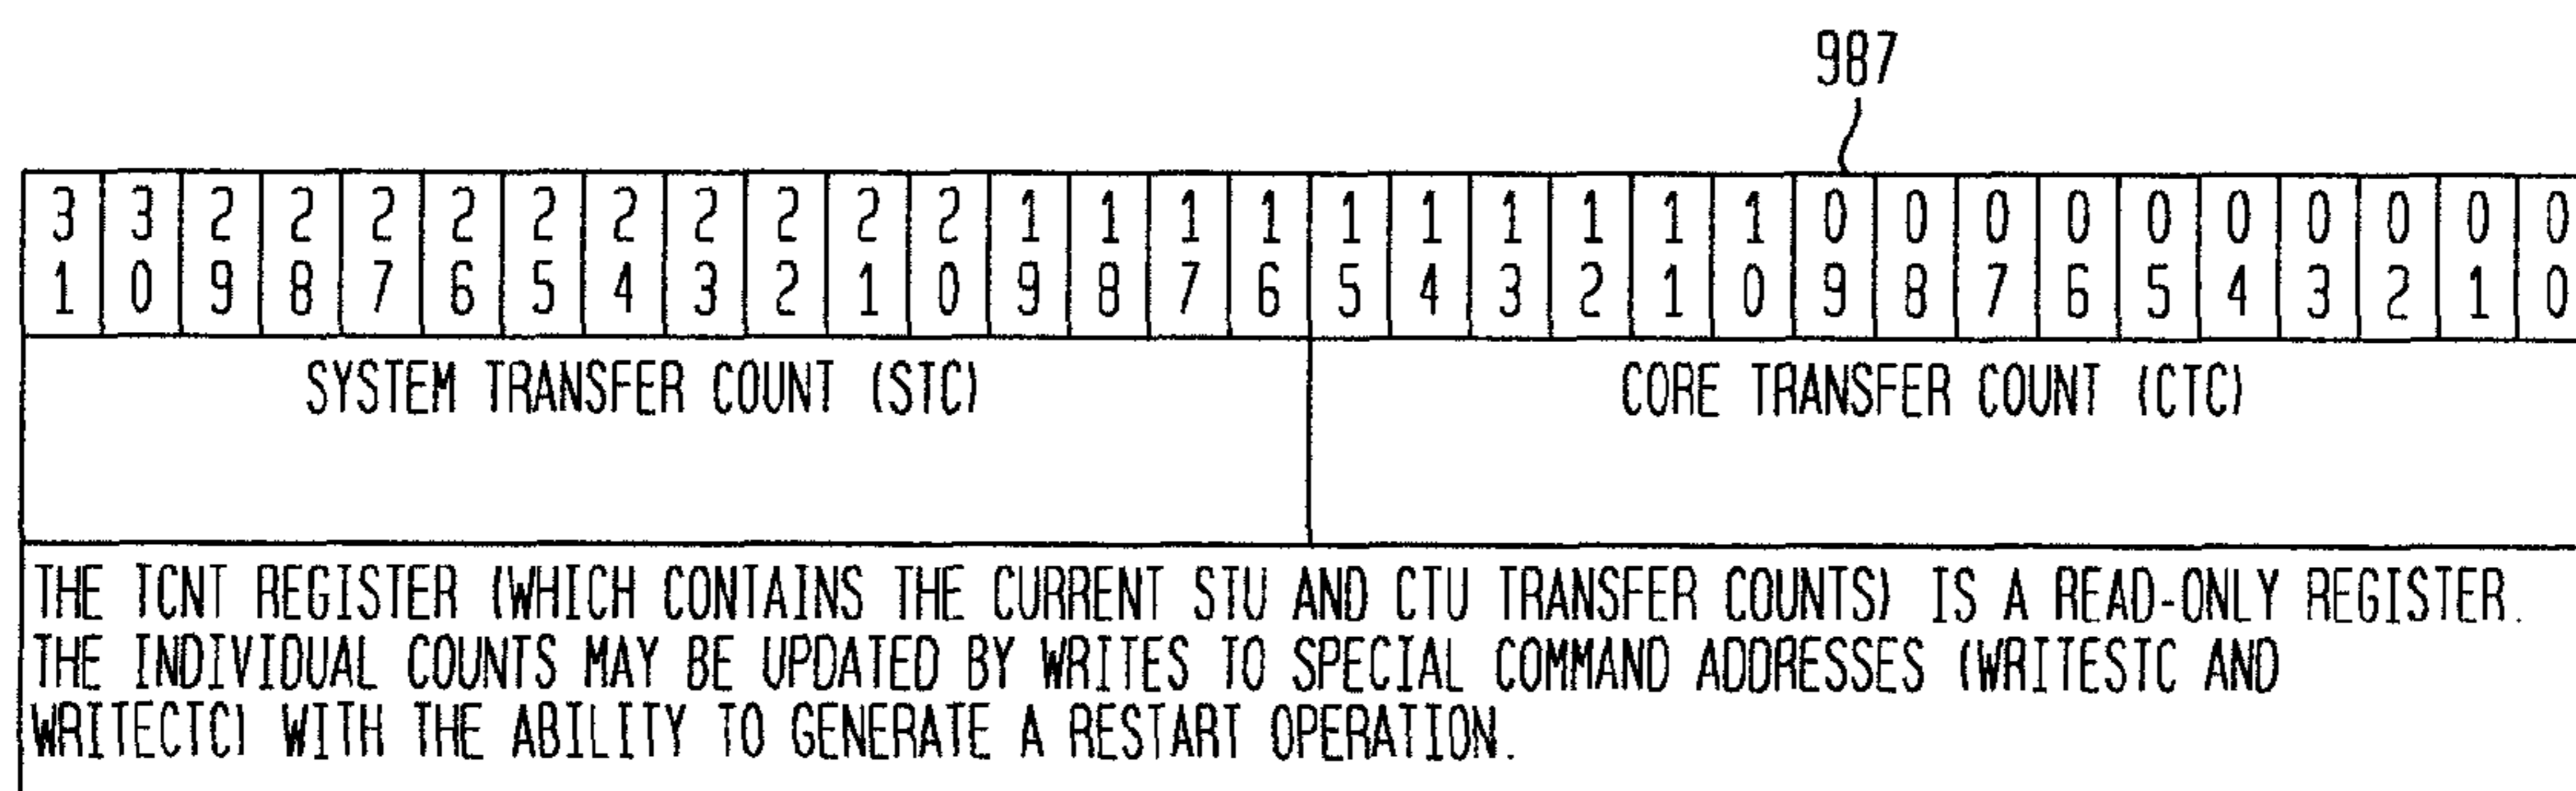 987
3 3 2 2 2 2 2 2 2 2 2 2 1 1 1 1 1 1 1 1 1 1 0 0 0 0 0 0 0 0 0 0
1 0 9 8 7 6 5 4 3 2 1 0 9 8 7 6 5 4 3 2 1 0 9 8 7 6 5 4 3 2 1 0
SYSTEM TRANSFER COUNT (STC) CORE TRANSFER COUNT (CTC)
THE TCNT REGISTER (WHICH CONTAINS THE CURRENT STU AND CTU TRANSFER COUNTS) IS A READ-ONLY REGISTER.
THE INDIVIDUAL COUNTS MAY BE UPDATED BY WRITES TO SPECIAL COMMAND ADDRESSES (WRITESTC AND
WRITECTC) WITH THE ABILITY TO GENERATE A RESTART OPERATION.